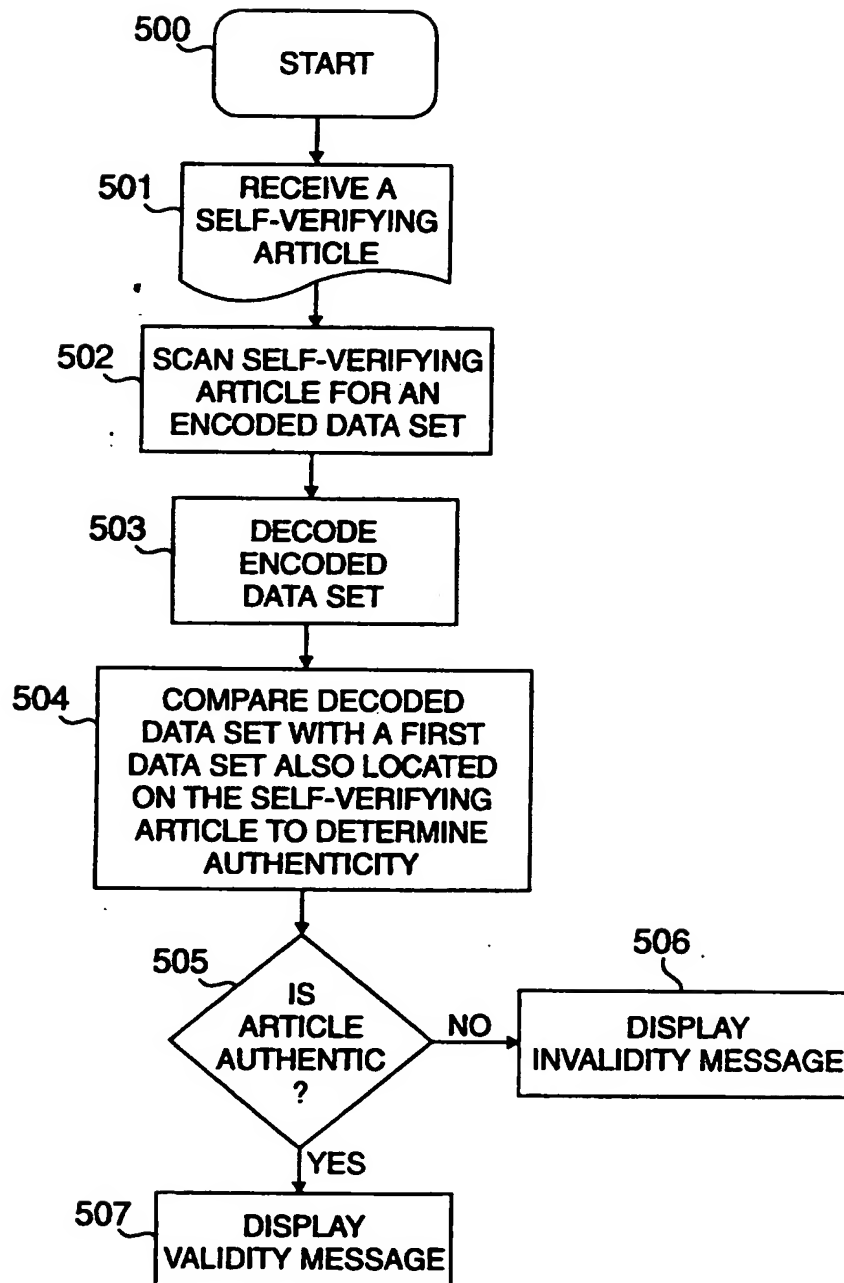 500
START
501
RECEIVE A
SELF-VERIFYING
ARTICLE
502
SCAN SELF-VERIFYING
ARTICLE FOR AN
ENCODED DATA SET
503
DECODE
ENCODED
DATA SET
504
COMPARE DECODED
DATA SET WITH A FIRST
DATA SET ALSO LOCATED
ON THE SELF-VERIFYING
ARTICLE TO DETERMINE
AUTHENTICITY
505
IS
ARTICLE
AUTHENTIC
?
NO
506
DISPLAY
INVALIDITY MESSAGE
YES
507
DISPLAY
VALIDITY MESSAGE